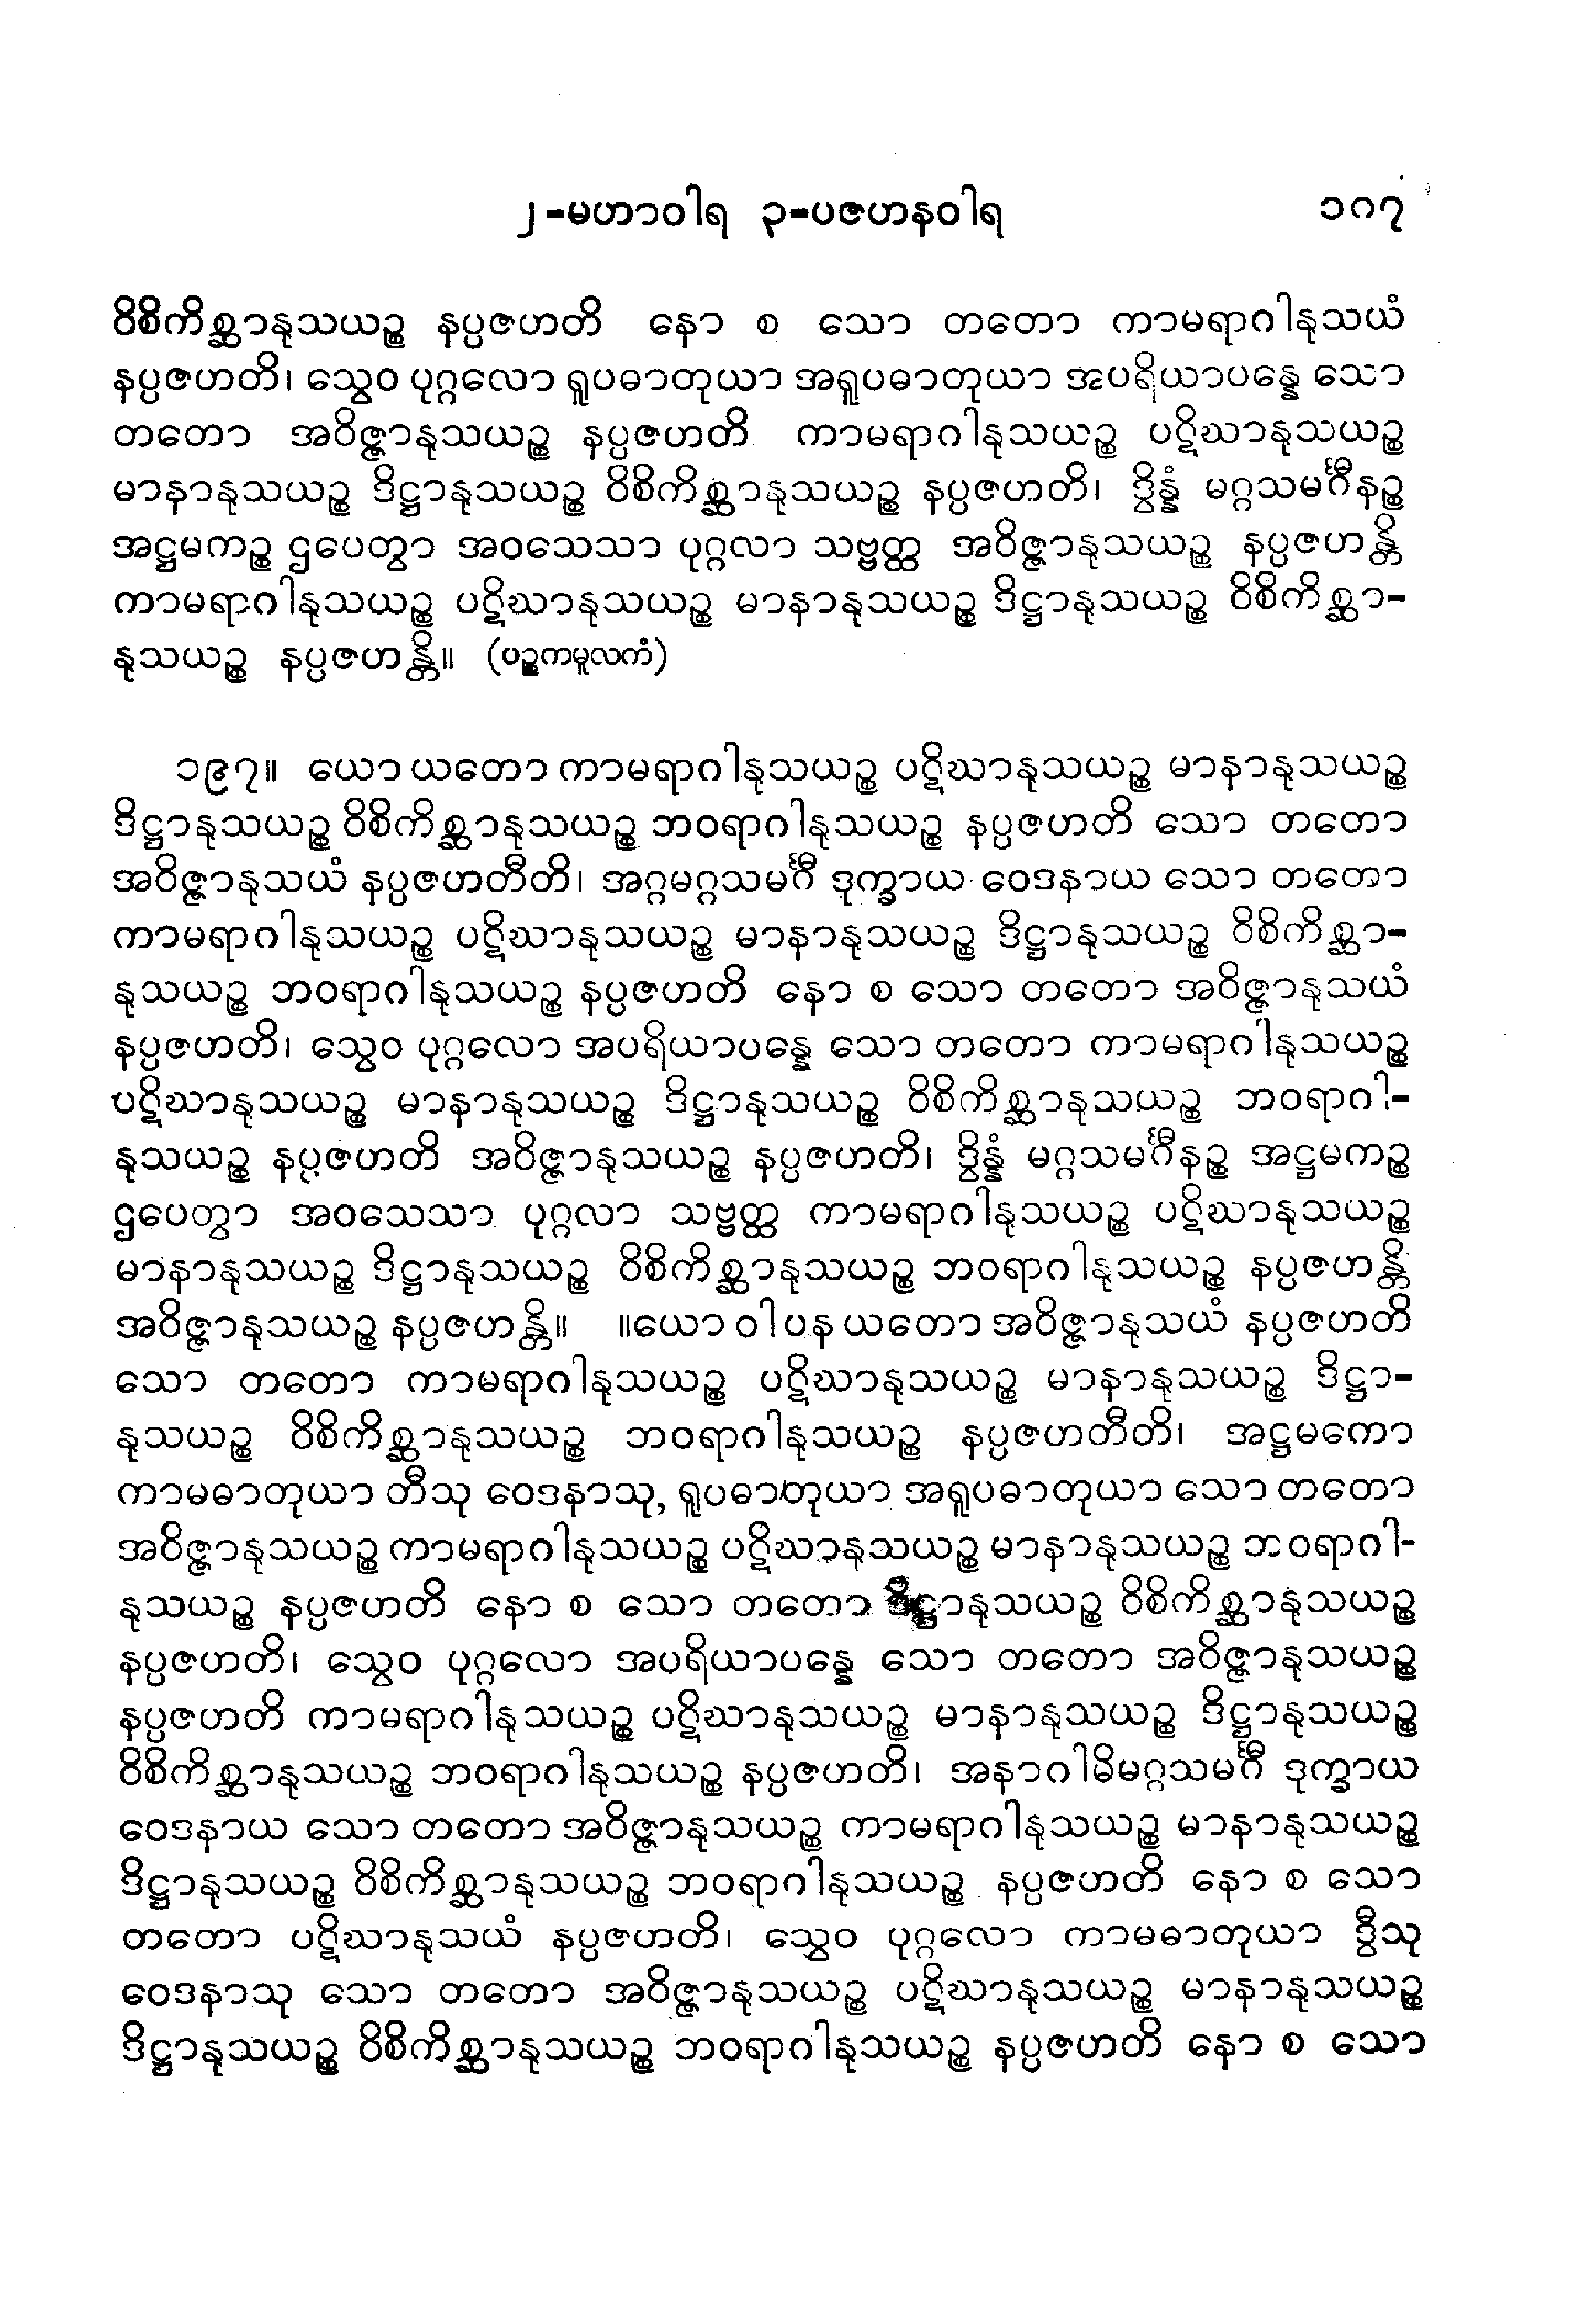 ၂-မဟာဝါရ ၃-ပဇဟနဝါရ ၁၈၇
ဝိစိကိစ္ဆာနုသယဉ္စ နပ္ပဇဟတိ နော စ သော တတော ကာမရာဂါနုသယံ
နပ္ပဇဟတိ၊ သွေဝ ပုဂ္ဂလော ရူပဓာတုယာ အရူပဓာတုယာ အပရိယာပန္နေ သော
တတော အဝိဇ္ဇာနုသယဉ္စ နပ္ပဇဟတိ ကာမရာဂါနုသယဉ္စ ပဋိဃာနုသယဉ္စ
မာနာနုသယဉ္စ ဒိဋ္ဌာနုသယဉ္စ ဝိစိကိစ္ဆာနုသယဉ္စ နပ္ပဇဟတိ၊ ဒွိန္နံ မဂ္ဂသမင်္ဂီနဉ္စ
အဋ္ဌမကဉ္စ ဌပေတွာ အဝသေသာ ပုဂ္ဂလာ သဗ္ဗတ္ထ အဝိဇ္ဇာနုသယဉ္စ နပ္ပဇဟန္တိ
ကာမရာဂါနုသယဉ္စ ပဋိဃာနုသယဉ္စ မာနာနုသယဉ္စ ဒိဋ္ဌာနုသယဉ္စ ဝိစိကိစ္ဆာ-
နုသယဉ္စ နပ္ပဇဟန္တိ။ (ပဉ္စကမူလကံ)
၁၉၇။ ယော ယတော ကာမရာဂါနုသယဉ္စ ပဋိဃာနုသယဉ္စ မာနာနုသယဉ္စ
ဒိဋ္ဌာနုသယဉ္စ ဝိစိကိစ္ဆာနုသယဉ္စ ဘဝရာဂါနုသယဉ္စ နပ္ပဇဟတိ သော တတော
အဝိဇ္ဇာနုသယံ နပ္ပဇဟတီတိ၊ အဂ္ဂမဂ္ဂသမင်္ဂီ ဒုက္ခာယ ဝေဒနာယ သော တတော
ကာမရာဂါနုသယဉ္စ ပဋိဃာနုသယဉ္စ မာနာနုသယဉ္စ ဒိဋ္ဌာနုသယဉ္စ ဝိစိကိစ္ဆာ-
နုသယဉ္စ ဘဝရာဂါနုသယဉ္စ နပ္ပဇဟတိ နော စ သော တတော အဝိဇ္ဇာနုသယံ
နပ္ပဇဟတိ၊ သွေဝ ပုဂ္ဂလော အပရိယာပန္နေ သော တတော ကာမရာဂါနုသယဉ္စ
ပဋိဃာနုသယဉ္စ မာနာနုသယဉ္စ ဒိဋ္ဌာနုသယဉ္စ ဝိစိကိစ္ဆာနုသယဉ္စ ဘဝရာဂါ-
နုသယဉ္စ နပ္ပဇဟတိ အဝိဇ္ဇာနုသယဉ္စ နပ္ပဇဟတိ၊ ဒွိန္နံ မဂ္ဂသမင်္ဂီနဉ္စ အဋ္ဌမကဉ္စ
ဌပေတွာ အဝသေသာ ပုဂ္ဂလာ သဗ္ဗတ္ထ ကာမရာဂါနုသယဉ္စ ပဋိဃာနုသယဉ္စ
မာနာနုသယဉ္စ ဒိဋ္ဌာနုသယဉ္စ ဝိစိကိစ္ဆာနုသယဉ္စ ဘဝရာဂါနုသယဉ္စ နပ္ပဇဟန္တိ
အဝိဇ္ဇာနုသယဉ္စ နပ္ပဇဟန္တိ။ ။ယော ဝါ ပန ယတော အဝိဇ္ဇာနုသယံ နပ္ပဇဟတိ
သော တတော ကာမရာဂါနုသယဉ္စ ပဋိဃာနုသယဉ္စ မာနာနုသယဉ္စ ဒိဋ္ဌာ-
နုသယဉ္စ ဝိစိကိစ္ဆာနုသယဉ္စ ဘဝရာဂါနုသယဉ္စ နပ္ပဇဟတီတိ၊ အဋ္ဌမကော
ကာမဓာတုယာ တီသု ဝေဒနာသု, ရူပဓာတုယာ အရူပဓာတုယာ သော တတော
အဝိဇ္ဇာနုသယဉ္စ ကာမရာဂါနုသယဉ္စ ပဋိဃာနုသယဉ္စ မာနာနုသယဉ္စ ဘဝရာဂါ-
နုသယဉ္စ နပ္ပဇဟတိ နော စ သော တတော ဒိဋ္ဌာနုသယဉ္စ ဝိစိကိစ္ဆာနုသယဉ္စ
နပ္ပဇဟတိ၊ သွေဝ ပုဂ္ဂလော အပရိယာပန္နေ သော တတော အဝိဇ္ဇာနုသယဉ္စ
နပ္ပဇဟတိ ကာမရာဂါနုသယဉ္စ ပဋိဃာနုသယဉ္စ မာနာနုသယဉ္စ ဒိဋ္ဌာနုသယဉ္စ
ဝိစိကိစ္ဆာနုသယဉ္စ ဘဝရာဂါနုသယဉ္စ နပ္ပဇဟတိ၊ အနာဂါမိမဂ္ဂသမင်္ဂီ ဒုက္ခာယ
ဝေဒနာယ သော တတော အဝိဇ္ဇာနုသယဉ္စ ကာမရာဂါနုသယဉ္စ မာနာနုသယဉ္စ
ဒိဋ္ဌာနုသယဉ္စ ဝိစိကိစ္ဆာနုသယဉ္စ ဘဝရာဂါနုသယဉ္စ နပ္ပဇဟတိ နော စ သော
တတော ပဋိဃာနုသယံ နပ္ပဇဟတိ၊ သွေဝ ပုဂ္ဂလော ကာမဓာတုယာ ဒွီသု
ဝေဒနာသု သော တတော အဝိဇ္ဇာနုသယဉ္စ ပဋိဃာနုသယဉ္စ မာနာနုသယဉ္စ
ဒိဋ္ဌာနုသယဉ္စ ဝိစိကိစ္ဆာနုသယဉ္စ ဘဝရာဂါနုသယဉ္စ နပ္ပဇဟတိ နော စ သော